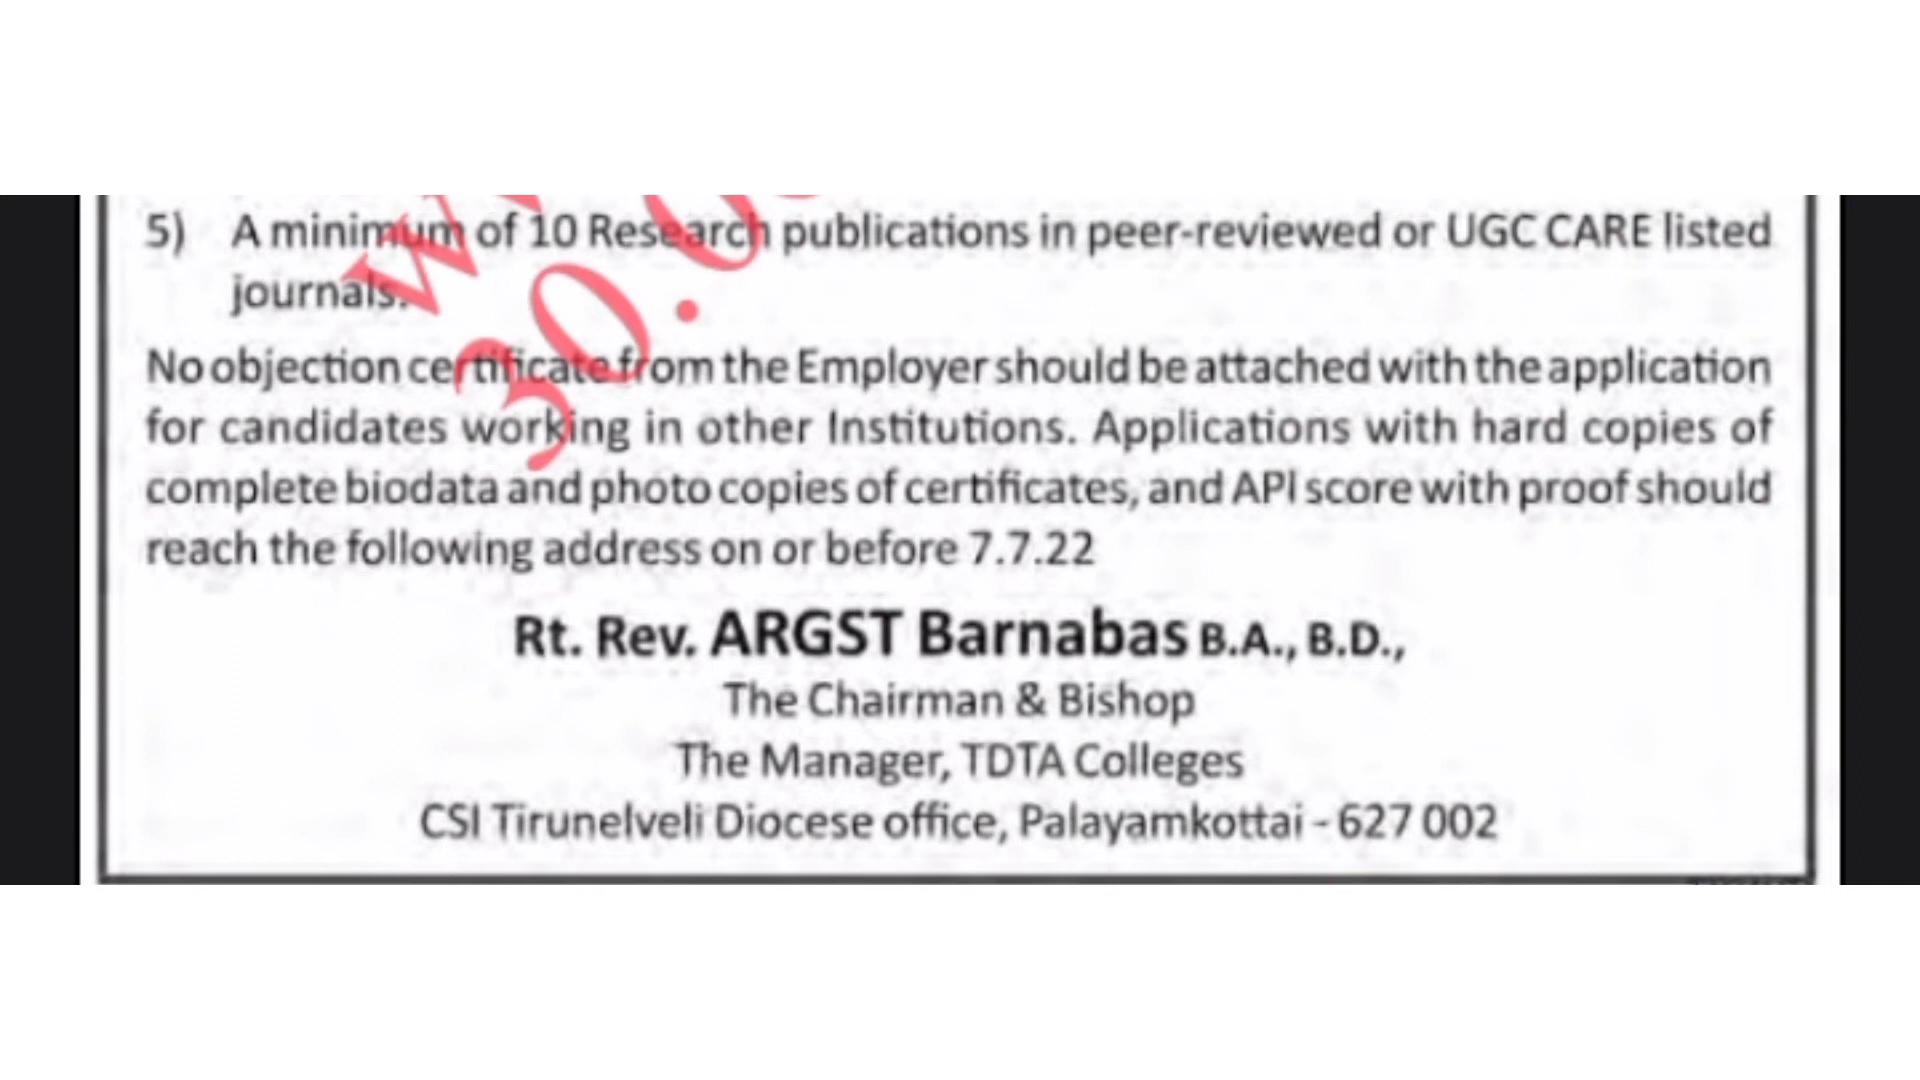 5) A minimum of 10 Research publications in peer-reviewed or UGC CARE listed
journals.
No objection certificate from the Employer should be attached with the application
for candidates working in other Institutions. Applications with hard copies of
complete biodata and photo copies of certificates, and API score with proof should
reach the following address on or before 7.7.22
Rt. Rev. ARGST Barnabas B.A., B.D.,
The Chairman & Bishop
The Manager, TDTA Colleges
CSI Tirunelveli Diocese office, Palayamkottai - 627 002
30.0